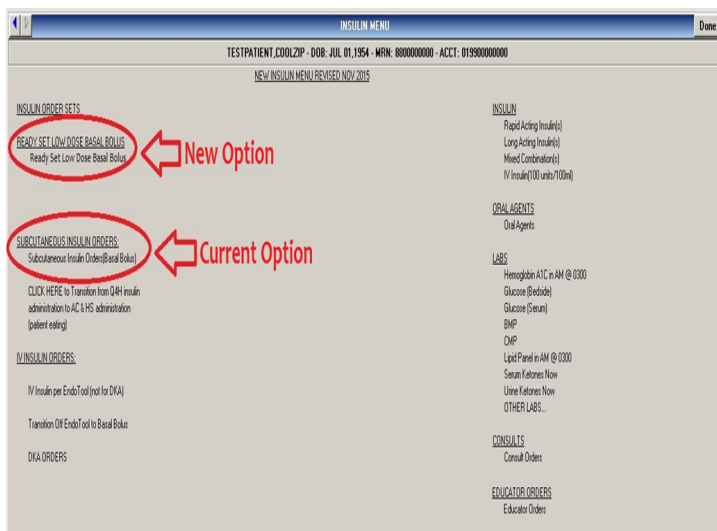 INSULIN MENU
Done
TESTPATIENT,COOLZIP - DOB: JUL 01,1954 - MRN: 8800000000 - ACCT: 019900000000
NEW INSULIN MENU REVISED NOV 2015
INSULIN ORDER SETS
READY SET LOW DOSE BASAL BOLUS
Ready Set Low Dose Basal Bolus
New Option
SUBCUTANEOUS INSULIN ORDERS:
Subcutaneous Insulin Orders(Basal Bolus)
Current Option
CLICK HERE to Transition from Q4H insulin
administration to AC & HS administration
(patient eating)
IV INSULIN ORDERS:
IV Insulin per EndoTool (not for DKA)
Transition Off EndoTool to Basal Bolus
DKA ORDERS
INSULIN
Rapid Acting Insulin(s)
Long Acting Insulin(s)
Mixed Combination(s)
IV Insulin(100 units/100ml)
ORAL AGENTS
Oral Agents
LABS
Hemoglobin A1C in AM @ 0300
Glucose (Bedside)
Glucose (Serum)
BMP
CMP
Lipid Panel in AM @ 0300
Serum Ketones Now
Urine Ketones Now
OTHER LABS...
CONSULTS
Consult Orders
EDUCATOR ORDERS
Educator Orders